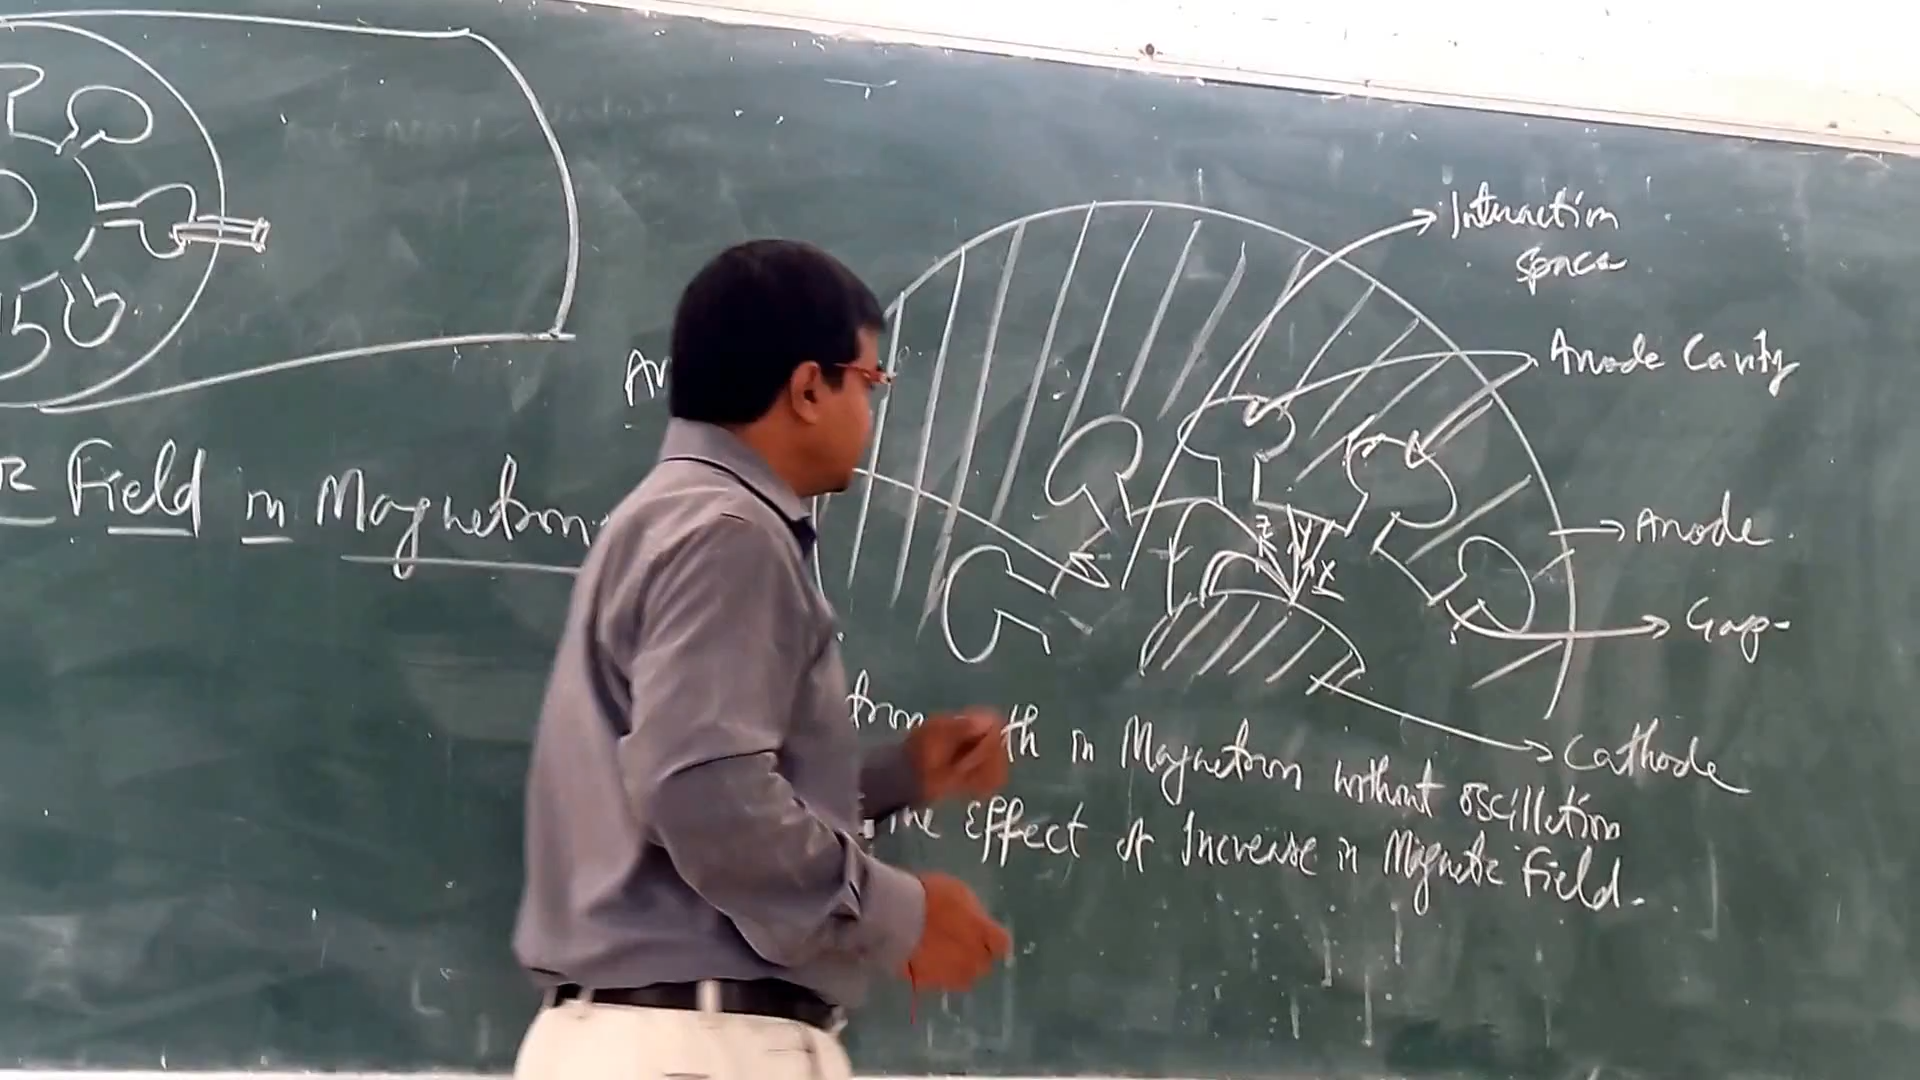 Interaction
space
Anode Cavity
Anode.
Gap-
Cathode
Z
Y
X
Field in Magnetron.
in Magnetron without oscillation
Effect of Increase in Magnetic Field.